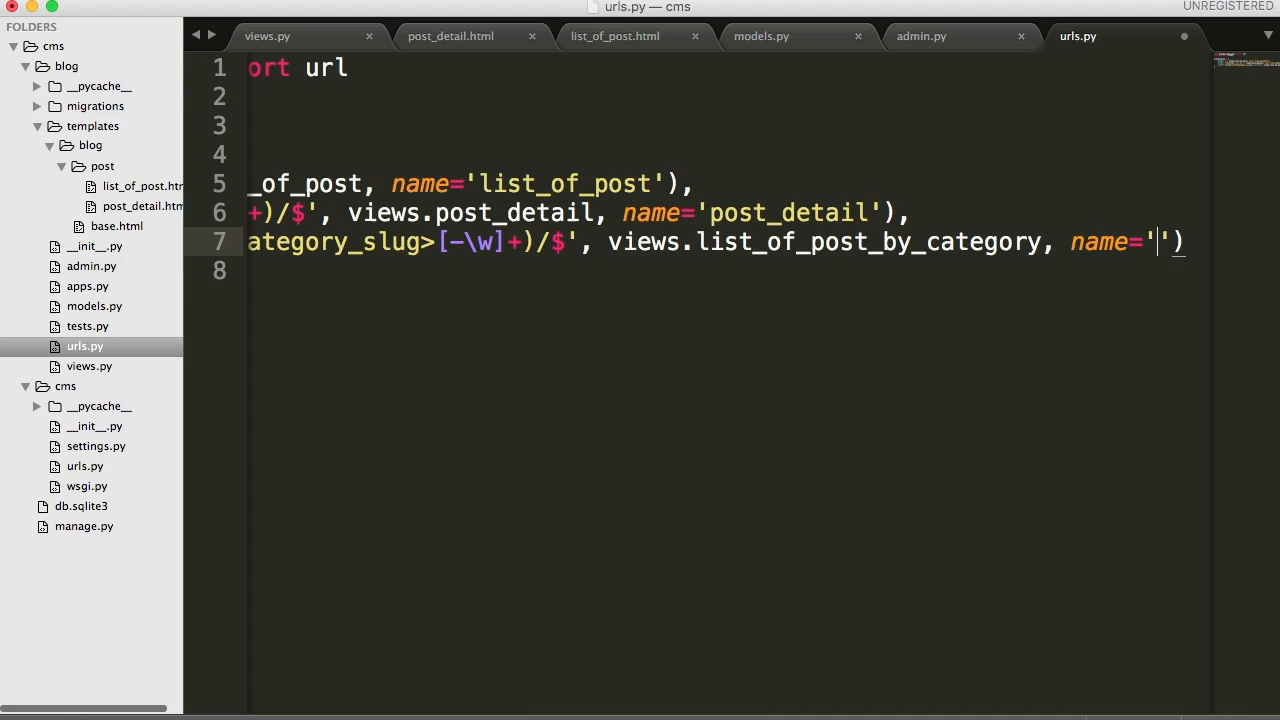 urls.py — cms
UNREGISTERED
FOLDERS
cms
blog
__pycache__
migrations
templates
blog
post
list_of_post.htm
post_detail.htm
base.html
__init__.py
admin.py
apps.py
models.py
tests.py
urls.py
views.py
cms
__pycache__
__init__.py
settings.py
urls.py
wsgi.py
db.sqlite3
manage.py
views.py
post_detail.html
list_of_post.html
models.py
admin.py
urls.py
1 ort url
2
3
4
5 _of_post, name='list_of_post'),
6 +)/$', views.post_detail, name='post_detail'),
7 ategory_slug>[-\w]+)/$', views.list_of_post_by_category, name='')
8